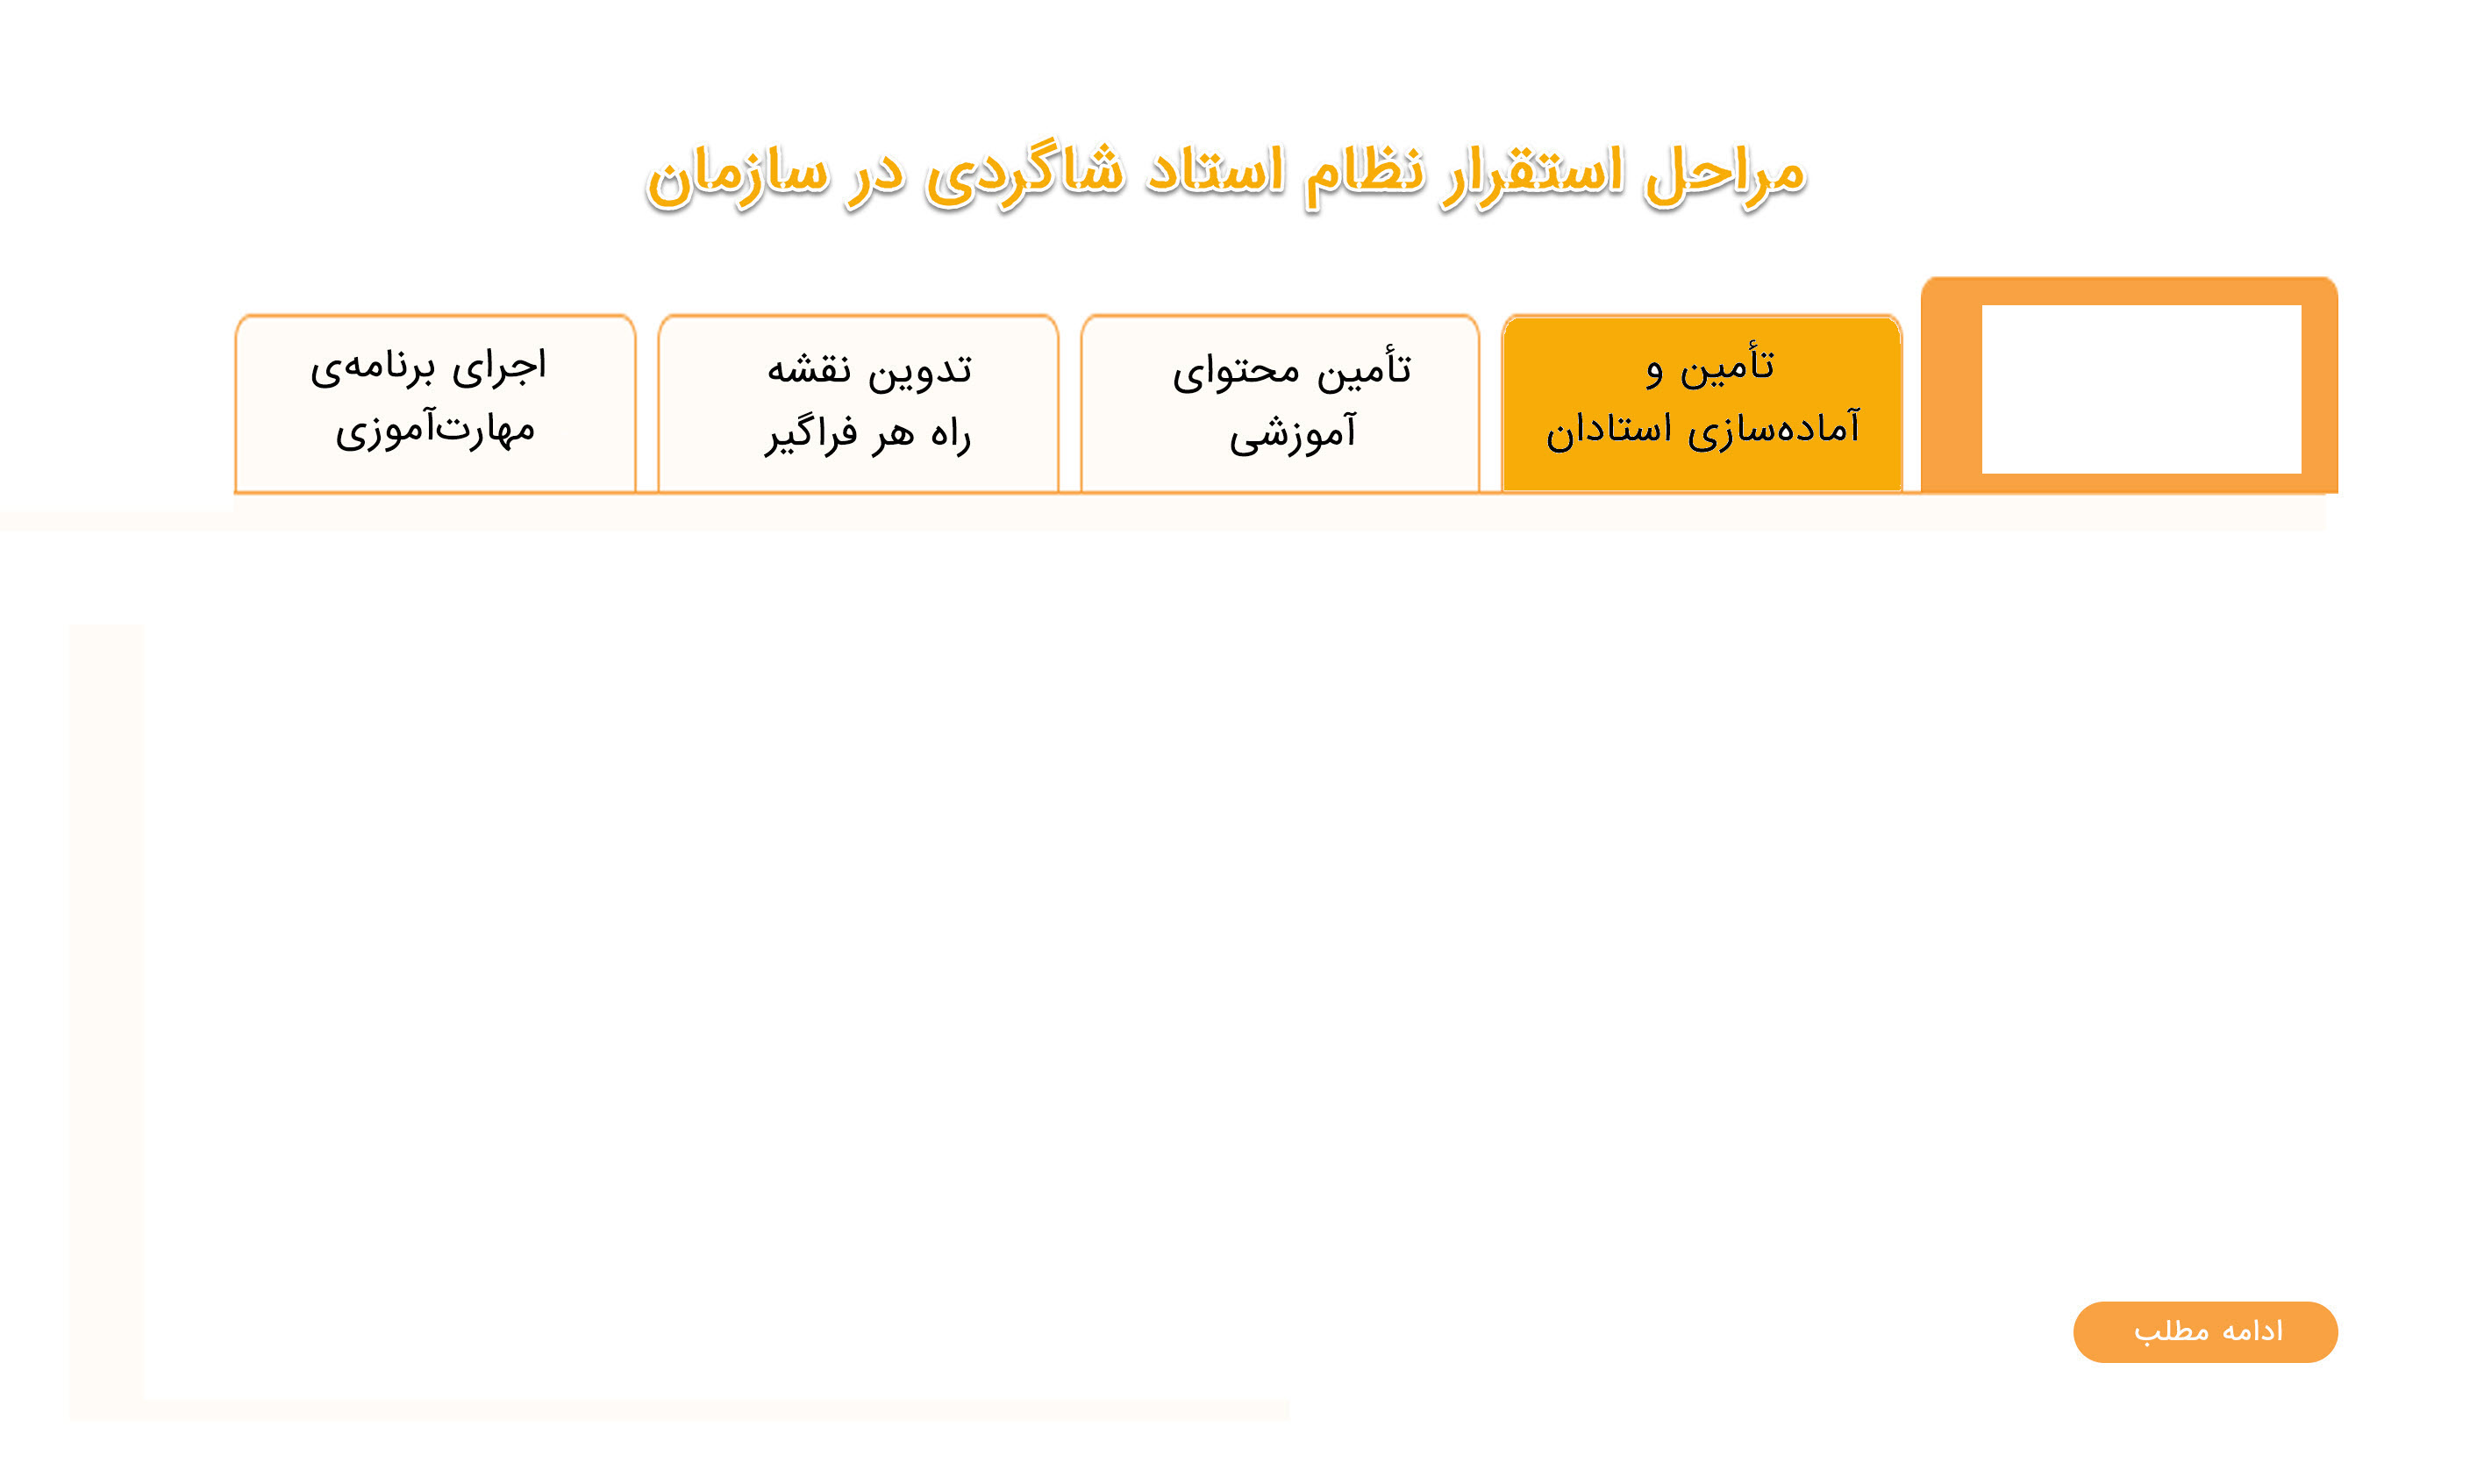 مراحل استقرار نظام استاد شاگردی در سازمان
تأمین و
آماده‌سازی استادان
تأمین محتوای
آموزشی
تدوین نقشه
راه هر فراگیر
اجرای برنامه‌ی
مهارت‌آموزی
ادامه مطلب